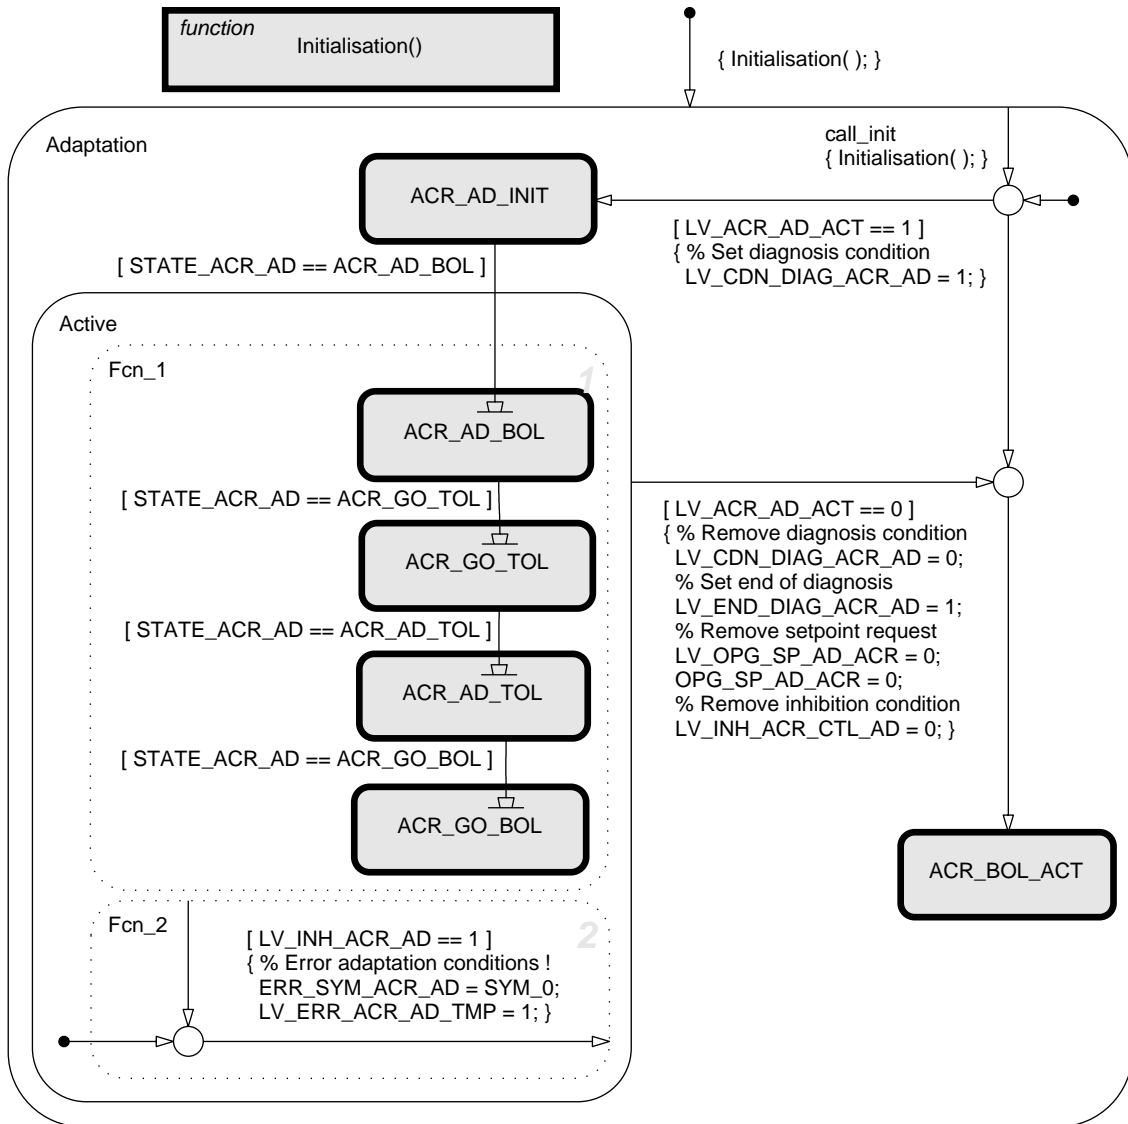 function
Initialisation()
{ Initialisation( ); }
Adaptation
call_init
{ Initialisation( ); }
ACR_AD_INIT
[ LV_ACR_AD_ACT == 1 ]
{ % Set diagnosis condition
LV_CDN_DIAG_ACR_AD = 1; }
[ STATE_ACR_AD == ACR_AD_BOL ]
Active
Fcn_1
1
ACR_AD_BOL
[ STATE_ACR_AD == ACR_GO_TOL ]
ACR_GO_TOL
[ STATE_ACR_AD == ACR_AD_TOL ]
ACR_AD_TOL
[ STATE_ACR_AD == ACR_GO_BOL ]
ACR_GO_BOL
[ LV_ACR_AD_ACT == 0 ]
{ % Remove diagnosis condition
LV_CDN_DIAG_ACR_AD = 0;
% Set end of diagnosis
LV_END_DIAG_ACR_AD = 1;
% Remove setpoint request
LV_OPG_SP_AD_ACR = 0;
OPG_SP_AD_ACR = 0;
% Remove inhibition condition
LV_INH_ACR_CTL_AD = 0; }
ACR_BOL_ACT
Fcn_2
2
[ LV_INH_ACR_AD == 1 ]
{ % Error adaptation conditions !
ERR_SYM_ACR_AD = SYM_0;
LV_ERR_ACR_AD_TMP = 1; }